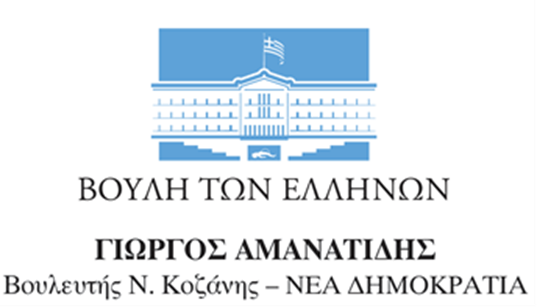 ΒΟΥΛΗ ΤΩΝ ΕΛΛΗΝΩΝ
ΓΙΩΡΓΟΣ ΑΜΑΝΑΤΙΔΗΣ
Βουλευτής Ν. Κοζάνης – ΝΕΑ ΔΗΜΟΚΡΑΤΙΑ